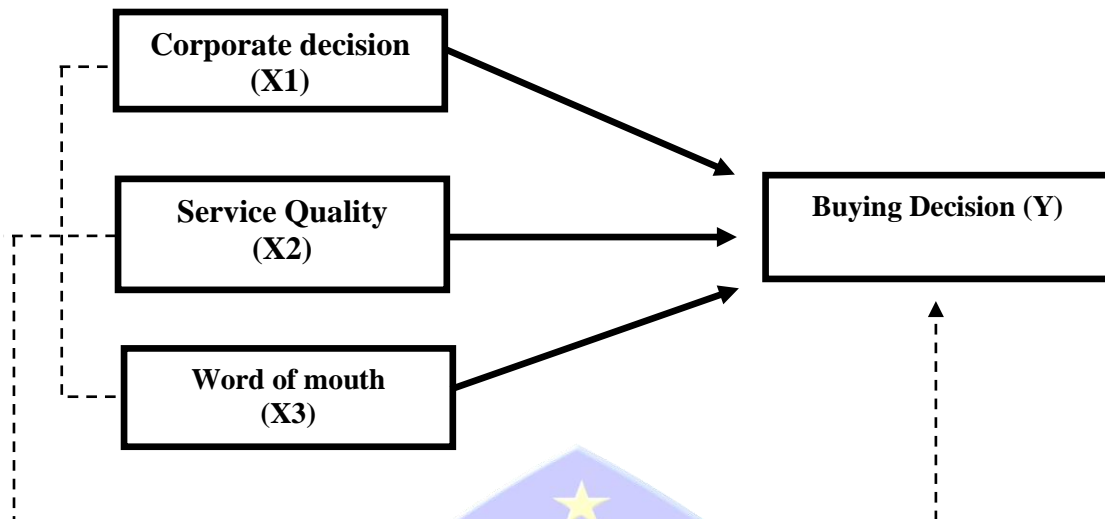 Corporate decision
(X1)
Service Quality
(X2)
Buying Decision (Y)
Word of mouth
(X3)